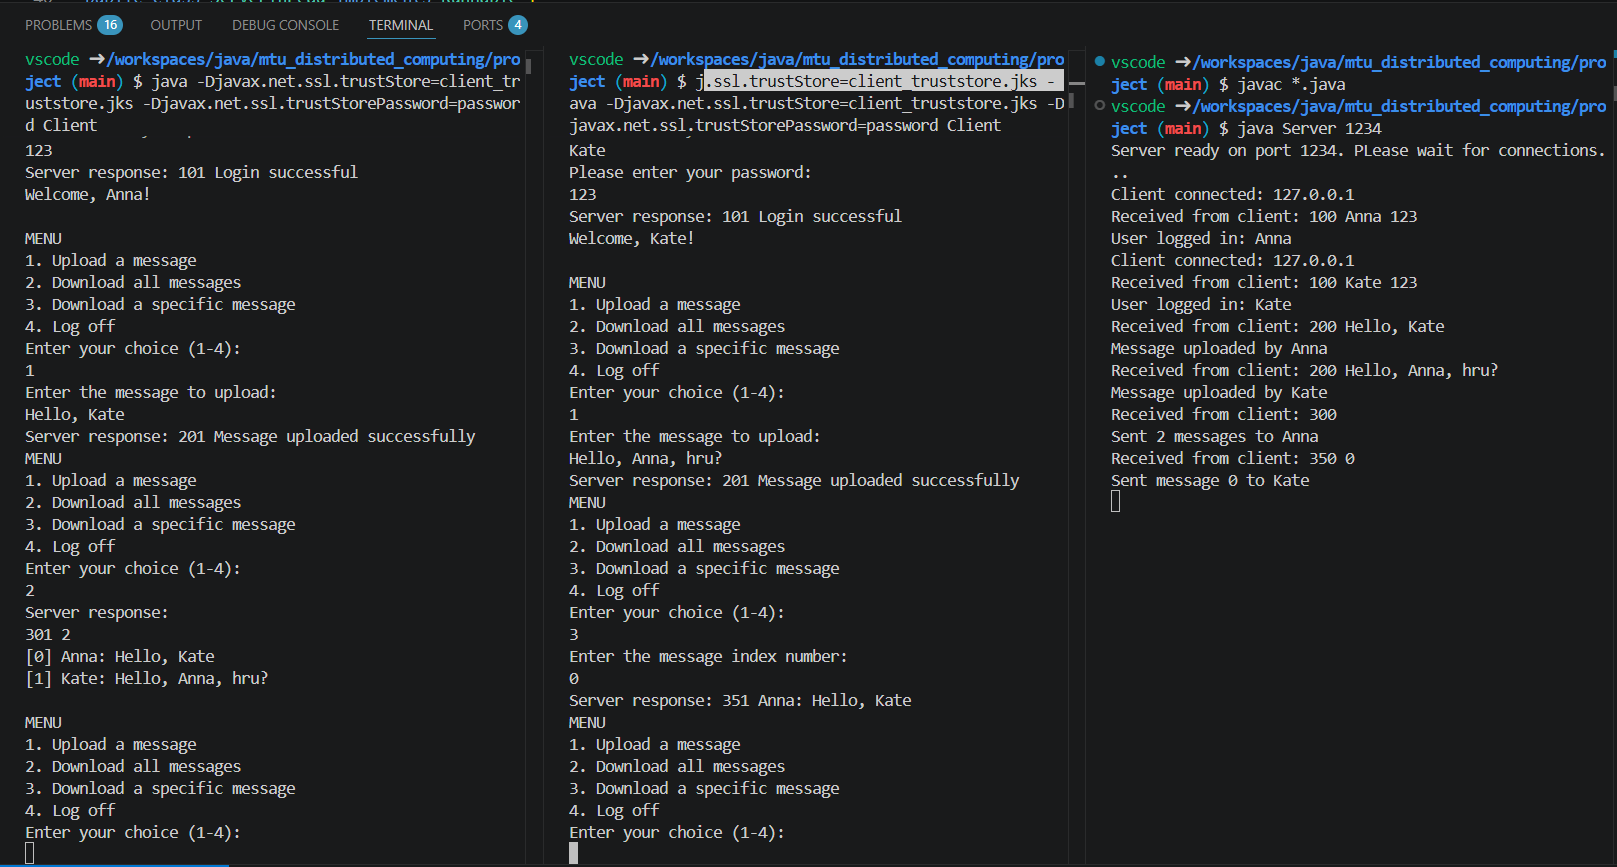 PROBLEMS 16 OUTPUT DEBUG CONSOLE TERMINAL PORTS 4
vscode ➜/workspaces/java/mtu_distributed_computing/pro
ject (main) $ java -Djavax.net.ssl.trustStore=client_tr
uststore.jks -Djavax.net.ssl.trustStorePassword=passwor
d Client
123
Server response: 101 Login successful
Welcome, Anna!
MENU
1. Upload a message
2. Download all messages
3. Download a specific message
4. Log off
Enter your choice (1-4):
1
Enter the message to upload:
Hello, Kate
Server response: 201 Message uploaded successfully
MENU
1. Upload a message
2. Download all messages
3. Download a specific message
4. Log off
Enter your choice (1-4):
2
Server response:
301 2
[0] Anna: Hello, Kate
[1] Kate: Hello, Anna, hru?
MENU
1. Upload a message
2. Download all messages
3. Download a specific message
4. Log off
Enter your choice (1-4):
vscode ➜/workspaces/java/mtu_distributed_computing/pro
ject (main) $ j.ssl.trustStore=client_truststore.jks -
ava -Djavax.net.ssl.trustStore=client_truststore.jks -D
javax.net.ssl.trustStorePassword=password Client
Kate
Please enter your password:
123
Server response: 101 Login successful
Welcome, Kate!
MENU
1. Upload a message
2. Download all messages
3. Download a specific message
4. Log off
Enter your choice (1-4):
1
Enter the message to upload:
Hello, Anna, hru?
Server response: 201 Message uploaded successfully
MENU
1. Upload a message
2. Download all messages
3. Download a specific message
4. Log off
Enter your choice (1-4):
3
Enter the message index number:
0
Server response: 351 Anna: Hello, Kate
MENU
1. Upload a message
2. Download all messages
3. Download a specific message
4. Log off
Enter your choice (1-4):
vscode ➜/workspaces/java/mtu_distributed_computing/pro
ject (main) $ javac *.java
vscode ➜/workspaces/java/mtu_distributed_computing/pro
ject (main) $ java Server 1234
Server ready on port 1234. PLease wait for connections.
..
Client connected: 127.0.0.1
Received from client: 100 Anna 123
User logged in: Anna
Client connected: 127.0.0.1
Received from client: 100 Kate 123
User logged in: Kate
Received from client: 200 Hello, Kate
Message uploaded by Anna
Received from client: 200 Hello, Anna, hru?
Message uploaded by Kate
Received from client: 300
Sent 2 messages to Anna
Received from client: 350 0
Sent message 0 to Kate